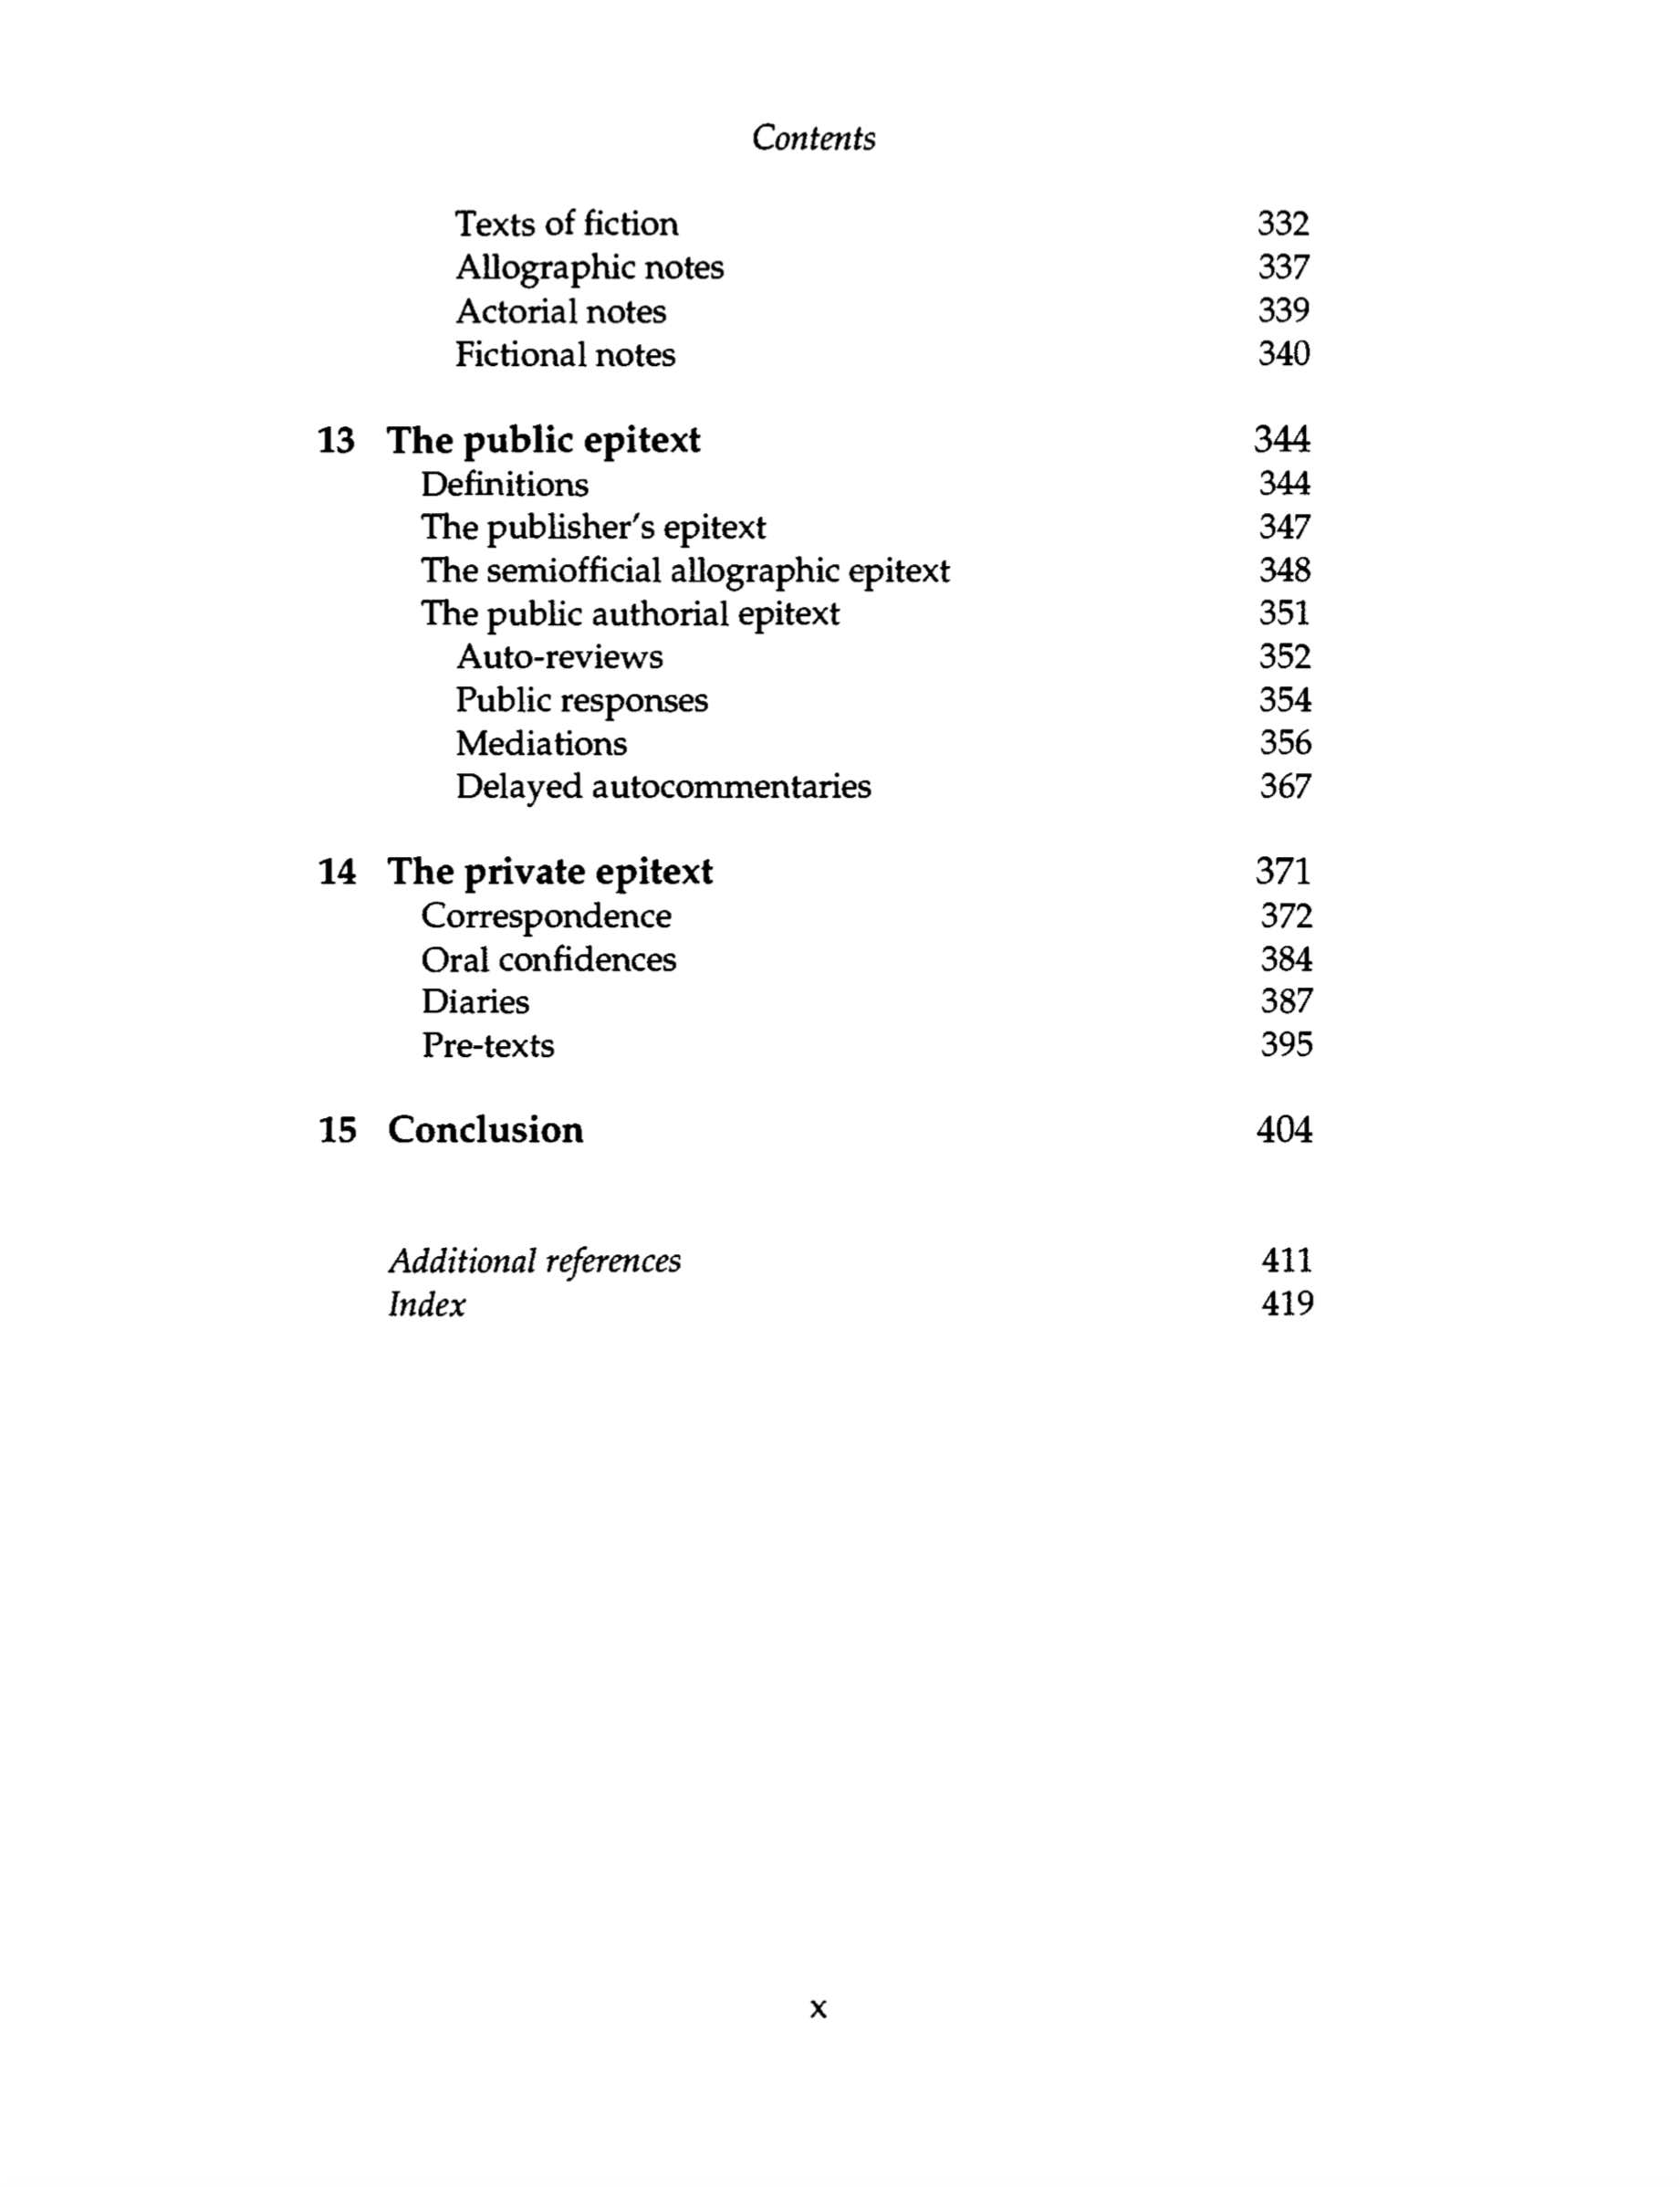 Contents
Texts of fiction 332
Allographic notes 337
Actorial notes 339
Fictional notes 340
13 The public epitext 344
Definitions 344
The publisher's epitext 347
The semiofficial allographic epitext 348
The public authorial epitext 351
Auto-reviews 352
Public responses 354
Mediations 356
Delayed autocommentaries 367
14 The private epitext 371
Correspondence 372
Oral confidences 384
Diaries 387
Pre-texts 395
15 Conclusion 404
Additional references 411
Index 419
x